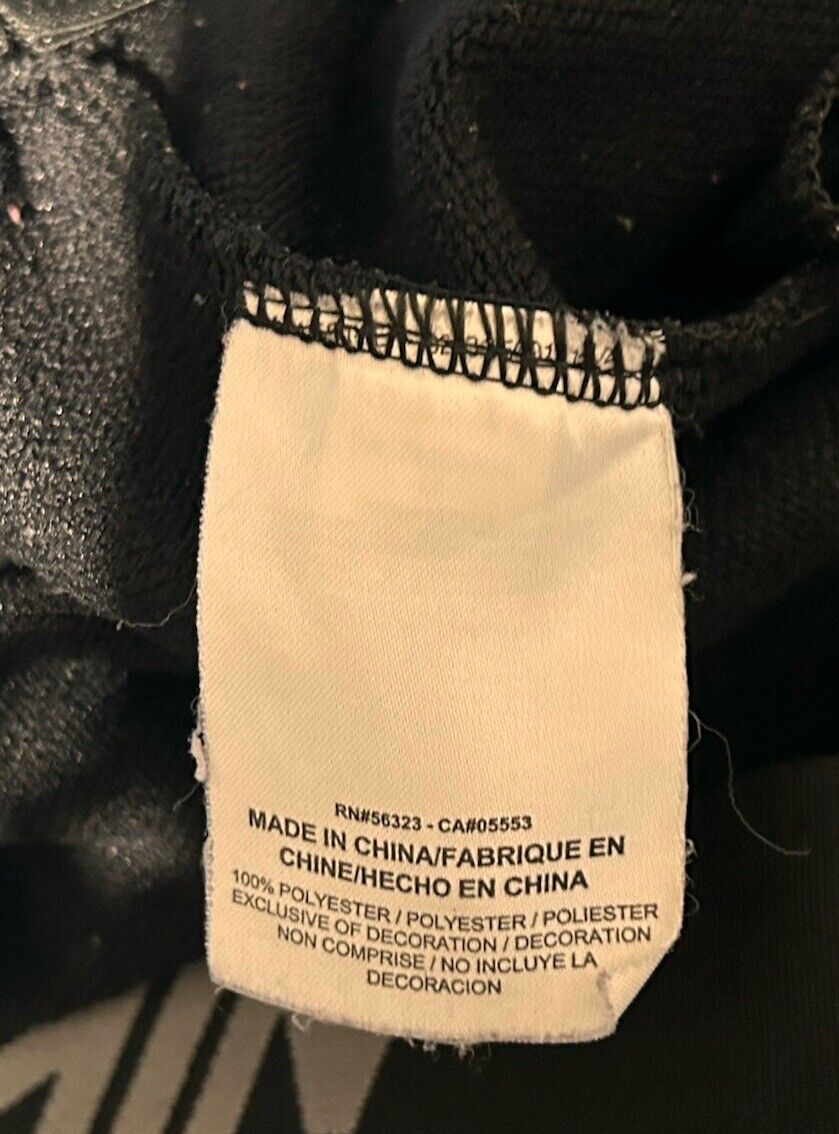 RN#56323 - CA#05553
MADE IN CHINA/FABRIQUE EN
CHINE/HECHO EN CHINA
100% POLYESTER / POLYESTER / POLIESTER
EXCLUSIVE OF DECORATION / DECORATION
NON COMPRISE / NO INCLUYE LA
DECORACION